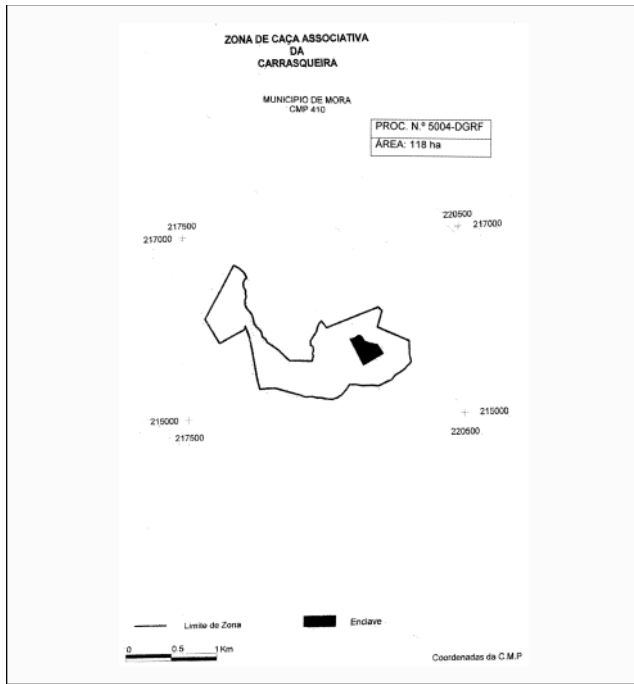 ZONA DE CAÇA ASSOCIATIVA
DA
CARRASQUEIRA
MUNICIPIO DE MORA
CMP 410
PROC. N.º 5004-DGRF
ÁREA: 118 ha
217500
217000
220500
217000
215000
217500
215000
220500
Limite de Zona
Enclave
0 0.5 1 Km
Coordenadas da C.M.P